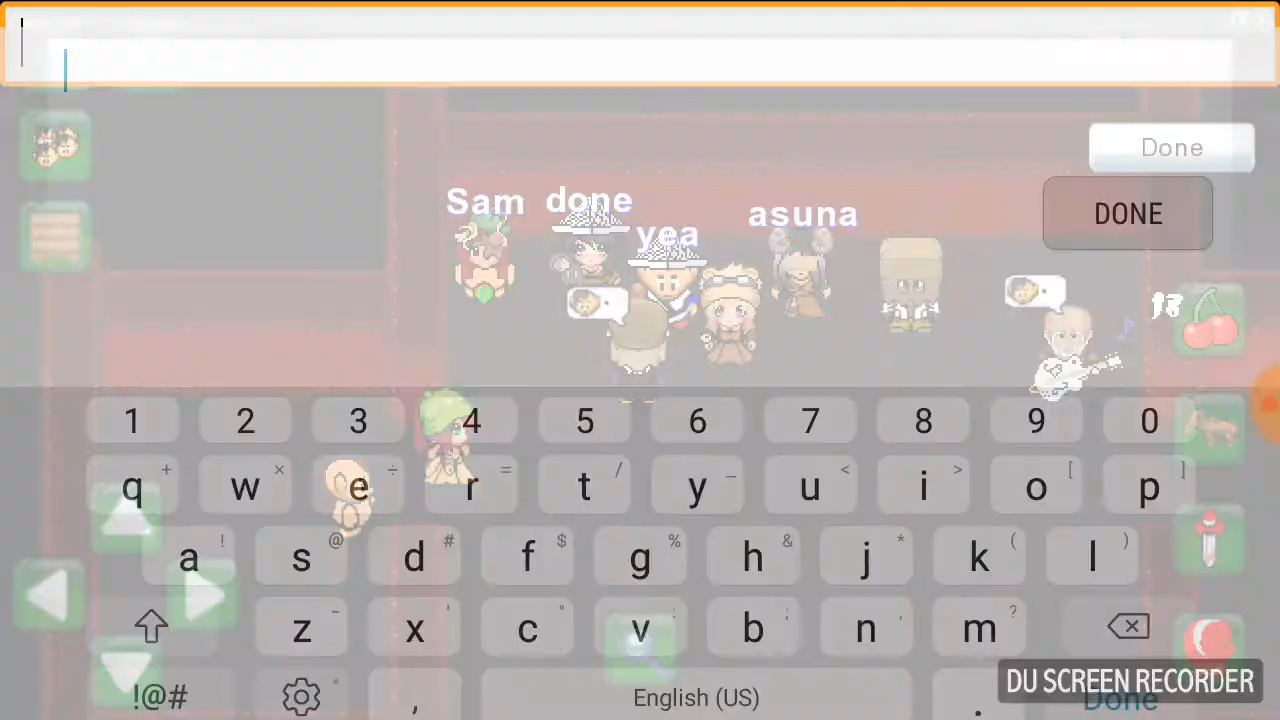 Done
DONE
Sam
done
yea
asuna
1 2 3 4 5 6 7 8 9 0
+ × ÷ = / _ < > [ ]
q w e r t y u i o p
! @ # $ % & * ( )
a s d f g h j k l
- ' " : ; , ?
z x c v b n m
!@# , English (US) . Done
DU SCREEN RECORDER